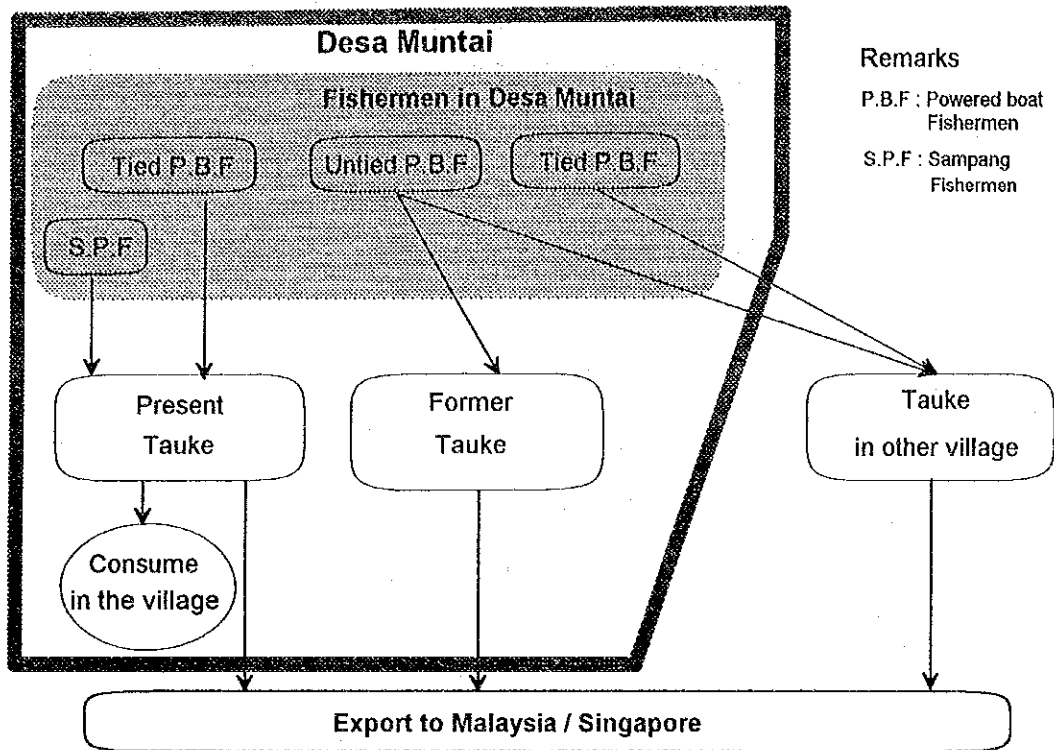 Desa Muntai
Fishermen in Desa Muntai
Tied P.B.F
Untied P.B.F
Tied P.B.F
S.P.F
Present
Tauke
Former
Tauke
Tauke
in other village
Consume
in the village
Export to Malaysia / Singapore
Remarks
P.B.F : Powered boat
Fishermen
S.P.F : Sampang
Fishermen